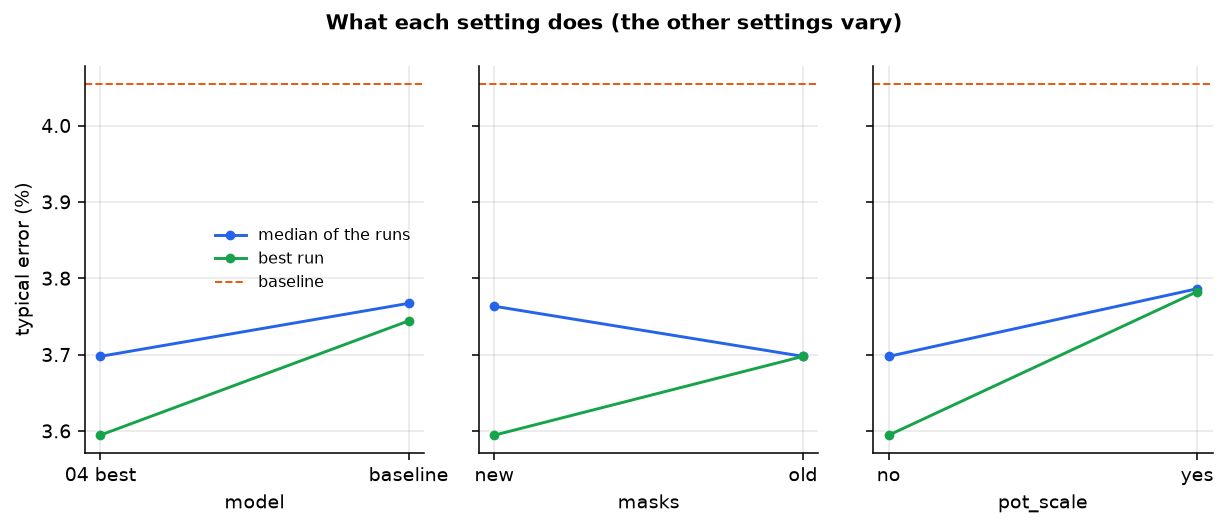 What each setting does (the other settings vary)
typical error (%)
4.0
3.9
3.8
3.7
3.6
median of the runs
best run
baseline
04 best
baseline
model
new
old
masks
no
yes
pot_scale